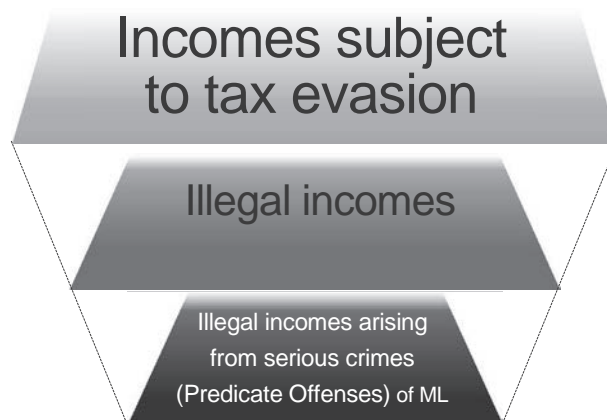 Incomes subject
to tax evasion
Illegal incomes
Illegal incomes arising
from serious crimes
(Predicate Offenses) of ML